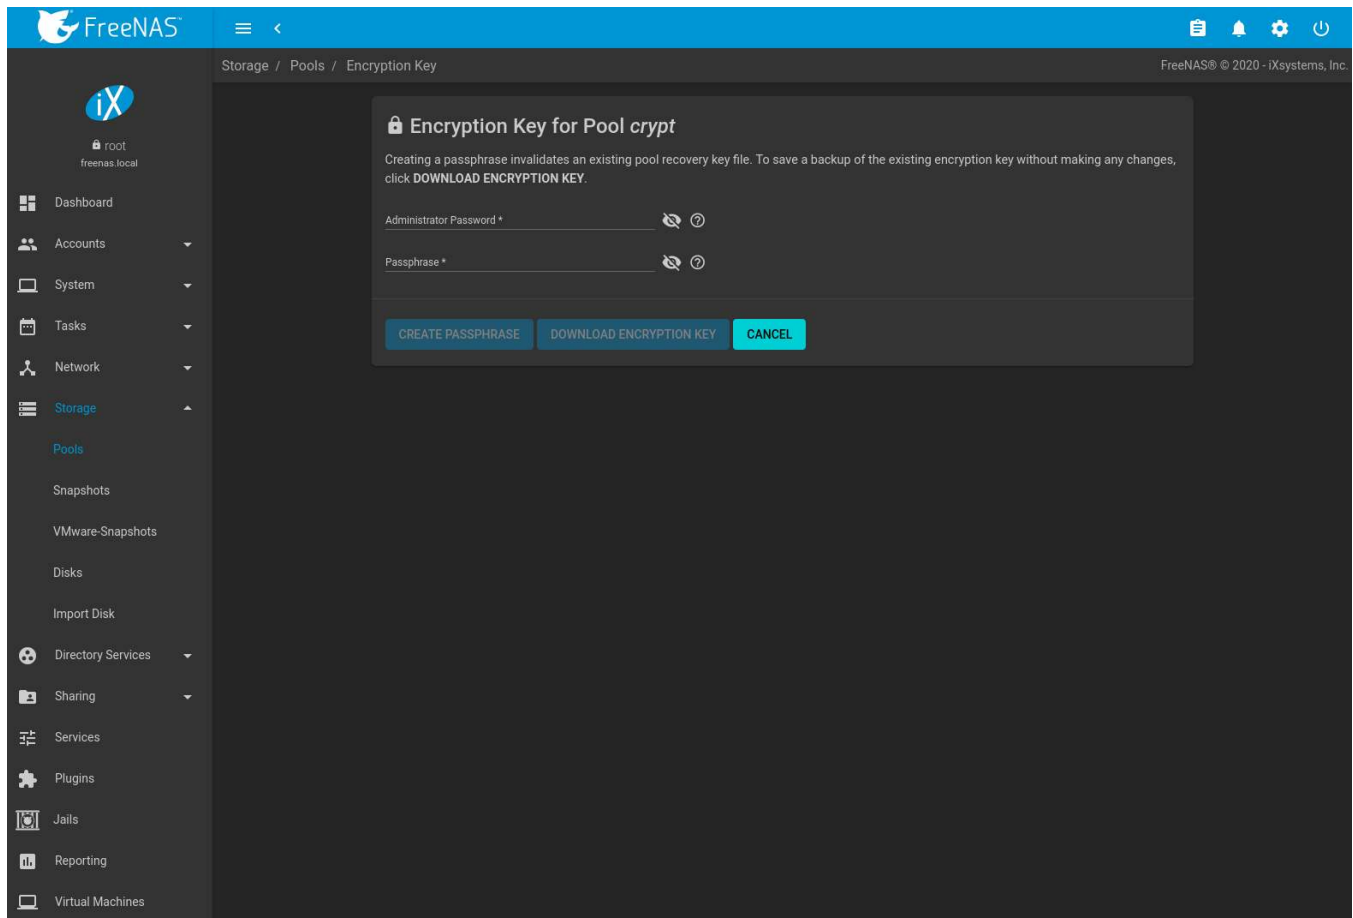 FreeNAS™
Storage / Pools / Encryption Key
FreeNAS® © 2020 - iXsystems, Inc.
iX
root
freenas.local
Dashboard
Accounts
System
Tasks
Network
Storage
Pools
Snapshots
VMware-Snapshots
Disks
Import Disk
Directory Services
Sharing
Services
Plugins
Jails
Reporting
Virtual Machines
Encryption Key for Pool crypt
Creating a passphrase invalidates an existing pool recovery key file. To save a backup of the existing encryption key without making any changes,
click DOWNLOAD ENCRYPTION KEY.
Administrator Password *
Passphrase *
CREATE PASSPHRASE DOWNLOAD ENCRYPTION KEY CANCEL